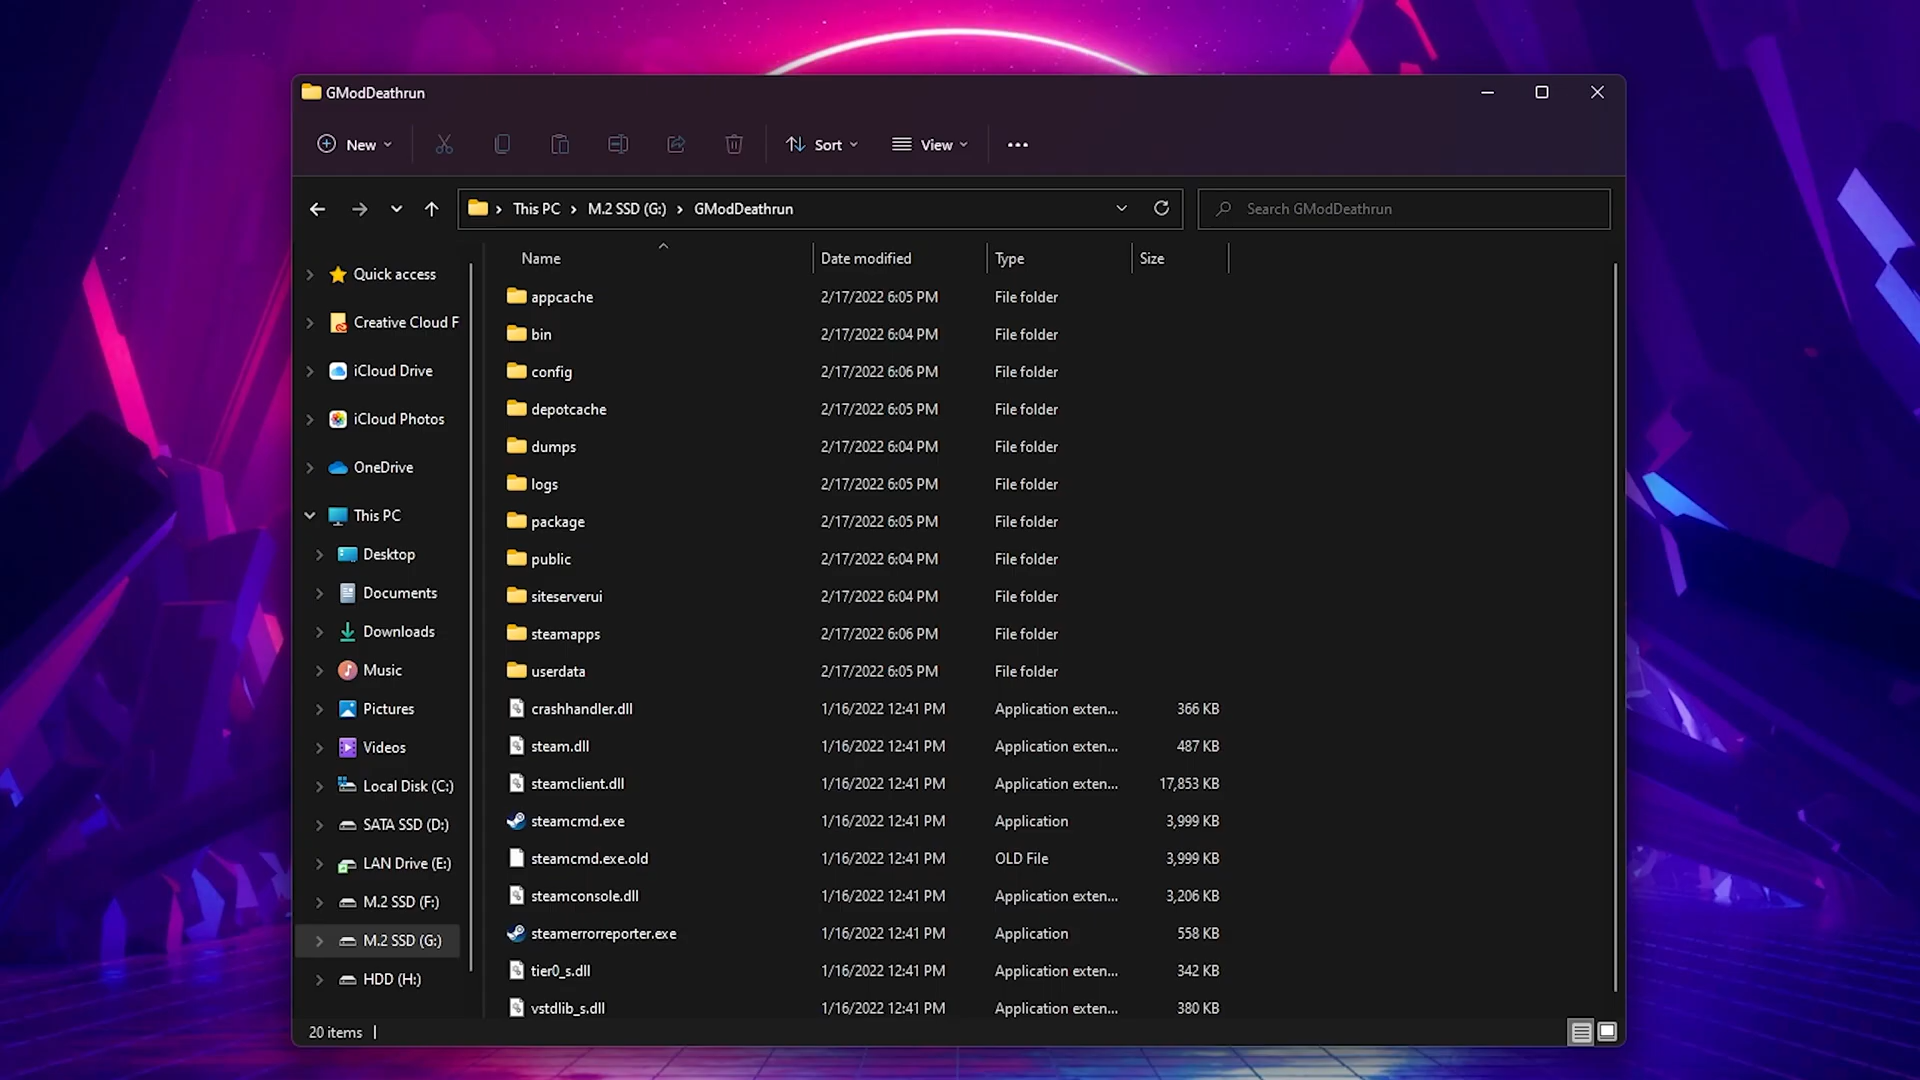 GModDeathrun
New
Sort
View
This PC > M.2 SSD (G:) > GModDeathrun
Search GModDeathrun
Name Date modified Type Size
Quick access
Creative Cloud F
iCloud Drive
iCloud Photos
OneDrive
This PC
Desktop
Documents
Downloads
Music
Pictures
Videos
Local Disk (C:)
SATA SSD (D:)
LAN Drive (E:)
M.2 SSD (F:)
M.2 SSD (G:)
HDD (H:)
appcache 2/17/2022 6:05 PM File folder
bin 2/17/2022 6:04 PM File folder
config 2/17/2022 6:06 PM File folder
depotcache 2/17/2022 6:05 PM File folder
dumps 2/17/2022 6:04 PM File folder
logs 2/17/2022 6:05 PM File folder
package 2/17/2022 6:05 PM File folder
public 2/17/2022 6:04 PM File folder
siteserverui 2/17/2022 6:04 PM File folder
steamapps 2/17/2022 6:06 PM File folder
userdata 2/17/2022 6:05 PM File folder
crashhandler.dll 1/16/2022 12:41 PM Application exten... 366 KB
steam.dll 1/16/2022 12:41 PM Application exten... 487 KB
steamclient.dll 1/16/2022 12:41 PM Application exten... 17,853 KB
steamcmd.exe 1/16/2022 12:41 PM Application 3,999 KB
steamcmd.exe.old 1/16/2022 12:41 PM OLD File 3,999 KB
steamconsole.dll 1/16/2022 12:41 PM Application exten... 3,206 KB
steamerrorreporter.exe 1/16/2022 12:41 PM Application 558 KB
tier0_s.dll 1/16/2022 12:41 PM Application exten... 342 KB
vstdlib_s.dll 1/16/2022 12:41 PM Application exten... 380 KB
20 items